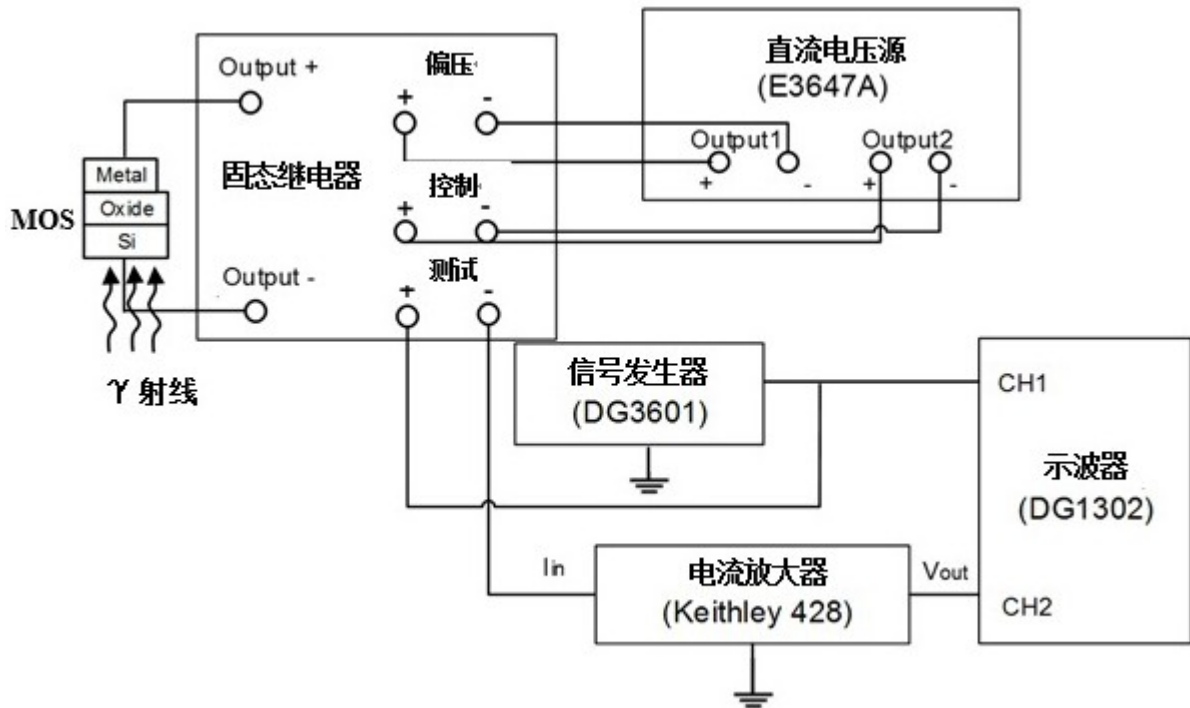 Output +
偏压
+ -
直流电压源
(E3647A)
Output1 Output2
+ - + -
Metal
Oxide
Si
MOS
固态继电器
控制
+ -
Output -
测试
+ -
γ 射线
信号发生器
(DG3601)
CH1
示波器
(DG1302)
CH2
Iin
电流放大器
(Keithley 428)
Vout